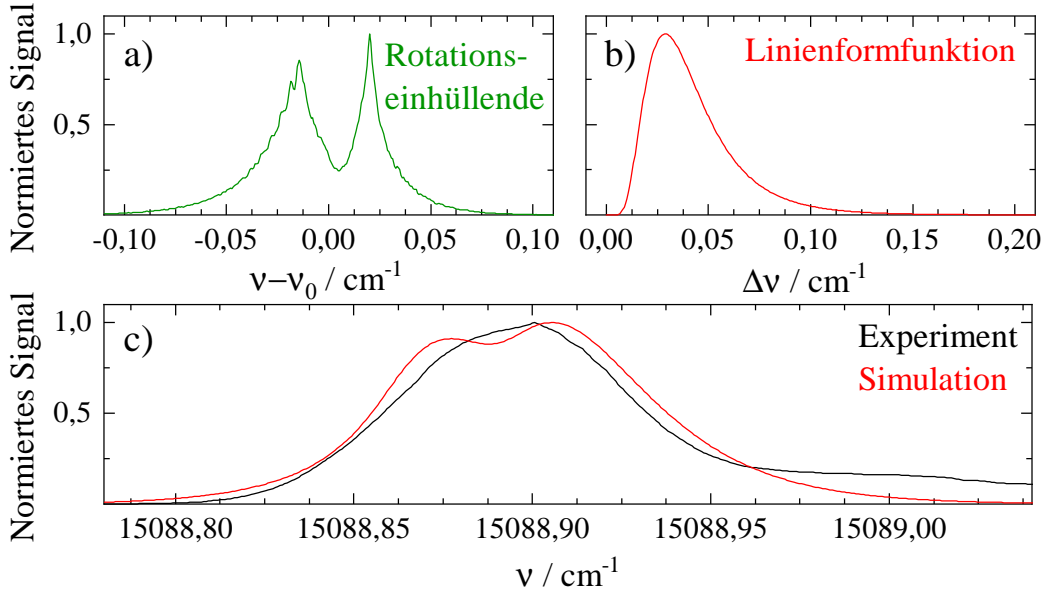 Normiertes Signal
1,0
0,5
a)
Rotations-
einhüllende
-0,10 -0,05 0,00 0,05 0,10
ν−ν₀ / cm⁻¹
b)
Linienformfunktion
0,00 0,05 0,10 0,15 0,20
Δν / cm⁻¹
Normiertes Signal
1,0
0,5
c)
Experiment
Simulation
15088,80 15088,85 15088,90 15088,95 15089,00
ν / cm⁻¹